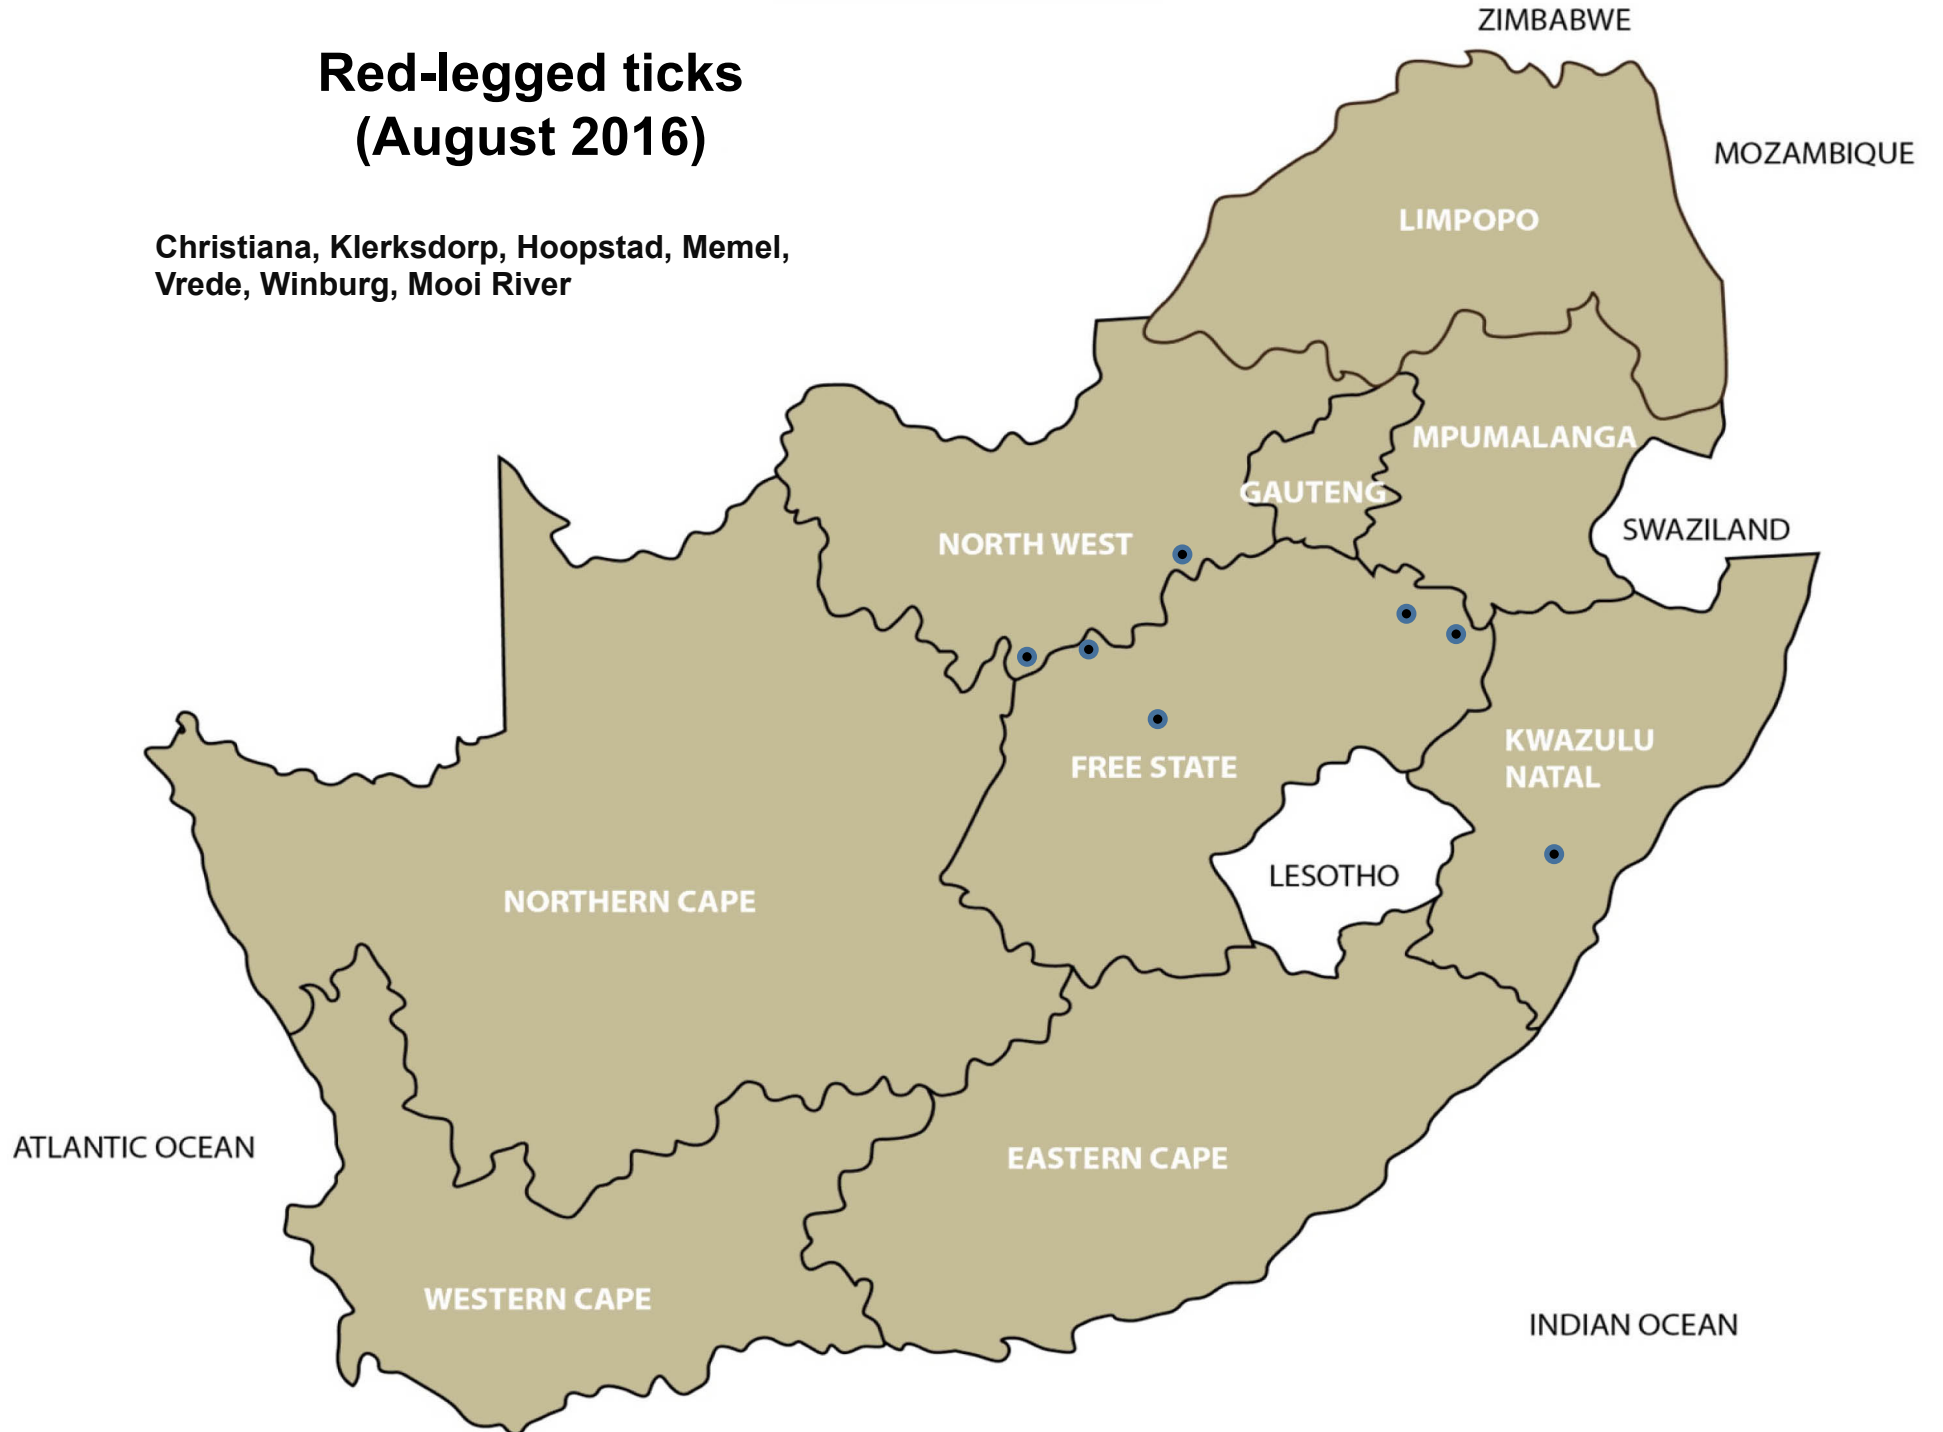 ZIMBABWE
Red-legged ticks
(August 2016)
MOZAMBIQUE
LIMPOPO
Christiana, Klerksdorp, Hoopstad, Memel,
Vrede, Winburg, Mooi River
MPUMALANGA
GAUTENG
SWAZILAND
NORTH WEST
KWAZULU
NATAL
FREE STATE
LESOTHO
NORTHERN CAPE
ATLANTIC OCEAN
EASTERN CAPE
WESTERN CAPE
INDIAN OCEAN